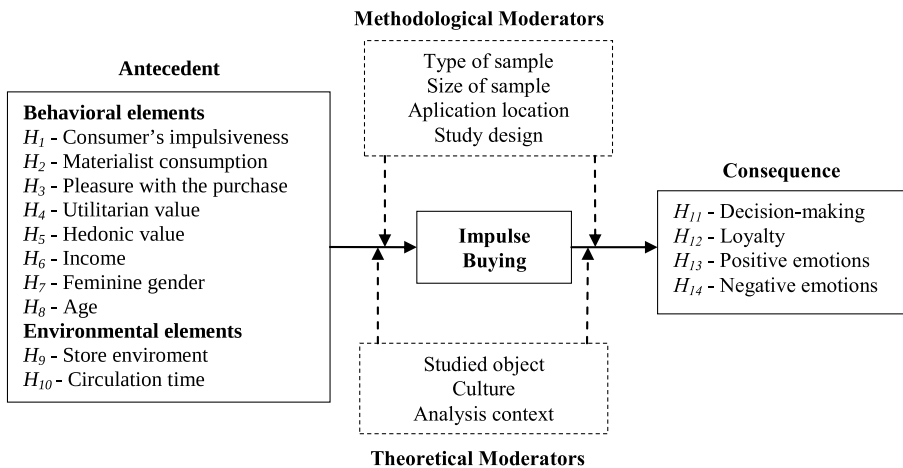 Methodological Moderators
Type of sample
Size of sample
Aplication location
Study design
Antecedent
Behavioral elements
H1 - Consumer's impulsiveness
H2 - Materialist consumption
H3 - Pleasure with the purchase
H4 - Utilitarian value
H5 - Hedonic value
H6 - Income
H7 - Feminine gender
H8 - Age
Environmental elements
H9 - Store enviroment
H10 - Circulation time
Impulse
Buying
Consequence
H11 - Decision-making
H12 - Loyalty
H13 - Positive emotions
H14 - Negative emotions
Studied object
Culture
Analysis context
Theoretical Moderators